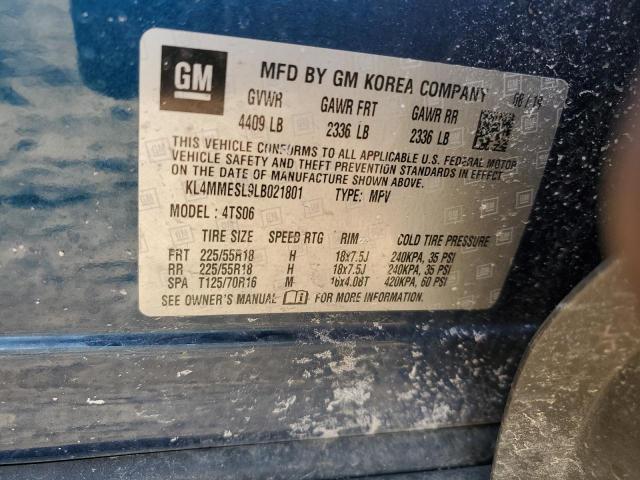 GM MFD BY GM KOREA COMPANY 08/19
GVWR GAWR FRT GAWR RR
4409 LB 2336 LB 2336 LB
THIS VEHICLE CONFORMS TO ALL APPLICABLE U.S. FEDERAL MOTOR
VEHICLE SAFETY AND THEFT PREVENTION STANDARDS IN EFFECT ON
THE DATE OF MANUFACTURE SHOWN ABOVE.
KL4MMESL9LB021801 TYPE: MPV
MODEL: 4TS06
TIRE SIZE SPEED RTG RIM COLD TIRE PRESSURE
FRT 225/55R18 H 18x7.5J 240KPA, 35 PSI
RR 225/55R18 H 18x7.5J 240KPA, 35 PSI
SPA T125/70R16 M 16x4.0BT 420KPA, 60 PSI
SEE OWNER'S MANUAL FOR MORE INFORMATION.